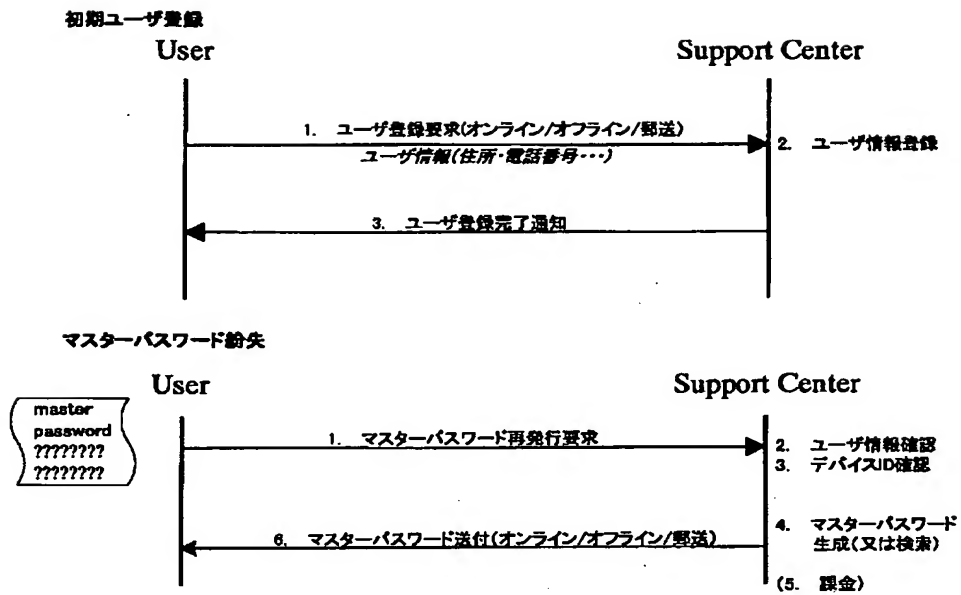 初期ユーザ登録
User
Support Center
1. ユーザ登録要求(オンライン/オフライン/郵送)
ユーザ情報(住所・電話番号・・・)
2. ユーザ情報登録
3. ユーザ登録完了通知
マスターパスワード紛失
User
Support Center
master
password
????????
????????
1. マスターパスワード再発行要求
2. ユーザ情報確認
3. デバイスID確認
4. マスターパスワード
生成(又は検索)
6. マスターパスワード送付(オンライン/オフライン/郵送)
(5. 課金)